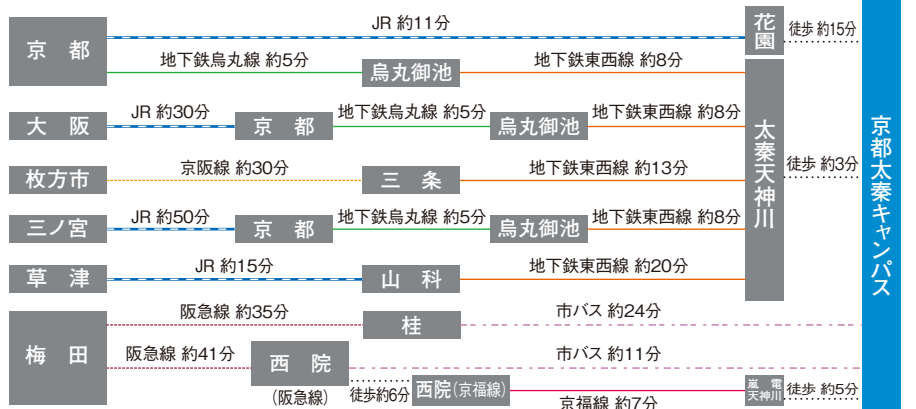 京都
JR 約11分
花園
徒歩 約15分
地下鉄烏丸線 約5分
烏丸御池
地下鉄東西線 約8分
大阪
JR 約30分
京都
地下鉄烏丸線 約5分
烏丸御池
地下鉄東西線 約8分
枚方市
京阪線 約30分
三条
地下鉄東西線 約13分
太秦天神川
徒歩 約3分
三ノ宮
JR 約50分
京都
地下鉄烏丸線 約5分
烏丸御池
地下鉄東西線 約8分
草津
JR 約15分
山科
地下鉄東西線 約20分
梅田
阪急線 約35分
桂
市バス 約24分
阪急線 約41分
西院
(阪急線)
市バス 約11分
徒歩約6分
西院(京福線)
京福線 約7分
嵐電
天神川
徒歩 約5分
京都太秦キャンパス